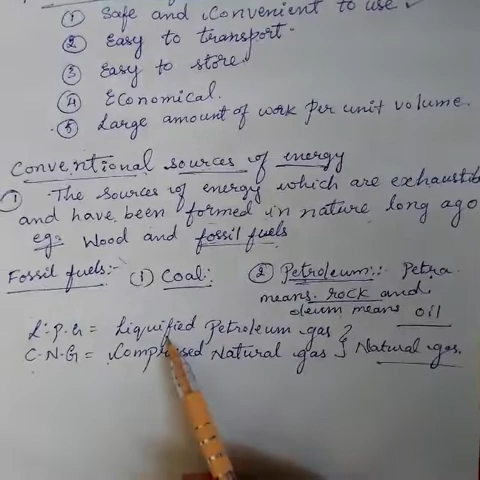 ① Safe and Convenient to use
② Easy to transport.
③ Easy to store
④ Economical.
⑤ Large amount of work per unit volume.
Conventional sources of energy
① The sources of energy which are exhaustib
and have been formed in nature long ago
eg: Wood and fossil fuels
Fossil fuels:- ① Coal: ② Petroleum:: Petra
means rock and
oleum means oil
L.P.G = Liquified Petroleum gas }
C.N.G = Compressed Natural gas } Natural gas.